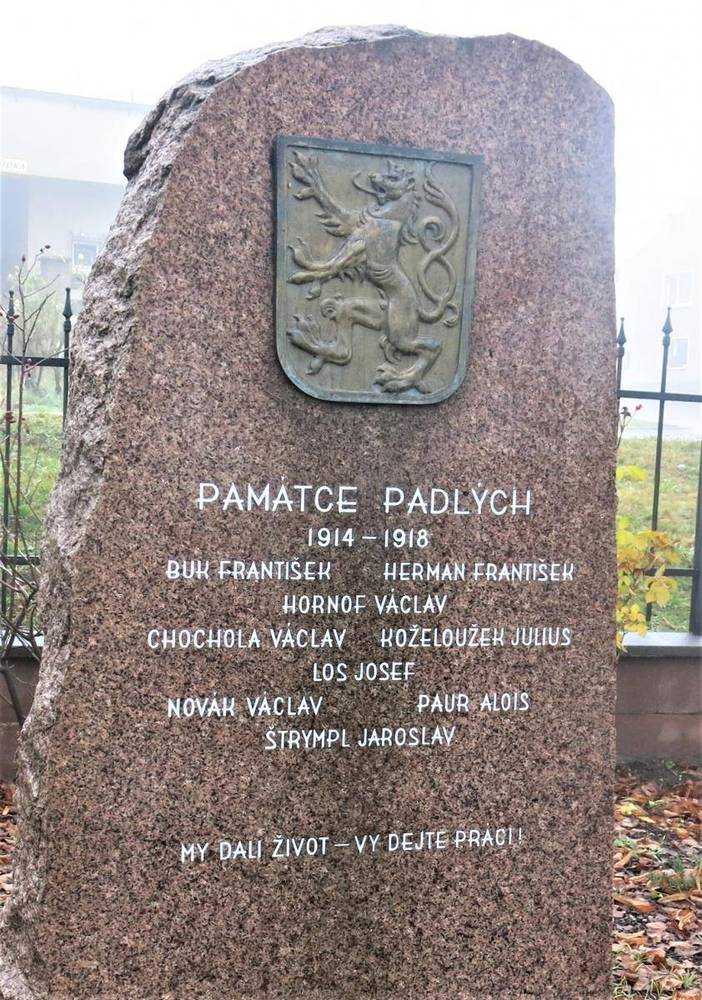 PAMÁTCE PADLÝCH
1914 – 1918
BUK FRANTIŠEK HERMAN FRANTIŠEK
HORNOF VÁCLAV
CHOCHOLA VÁCLAV KOŽELOUŽEK JULIUS
LOS JOSEF
NOVÁK VÁCLAV PAUR ALOIS
ŠTRYMPL JAROSLAV
MY DALI ŽIVOT – VY DEJTE PRACI!